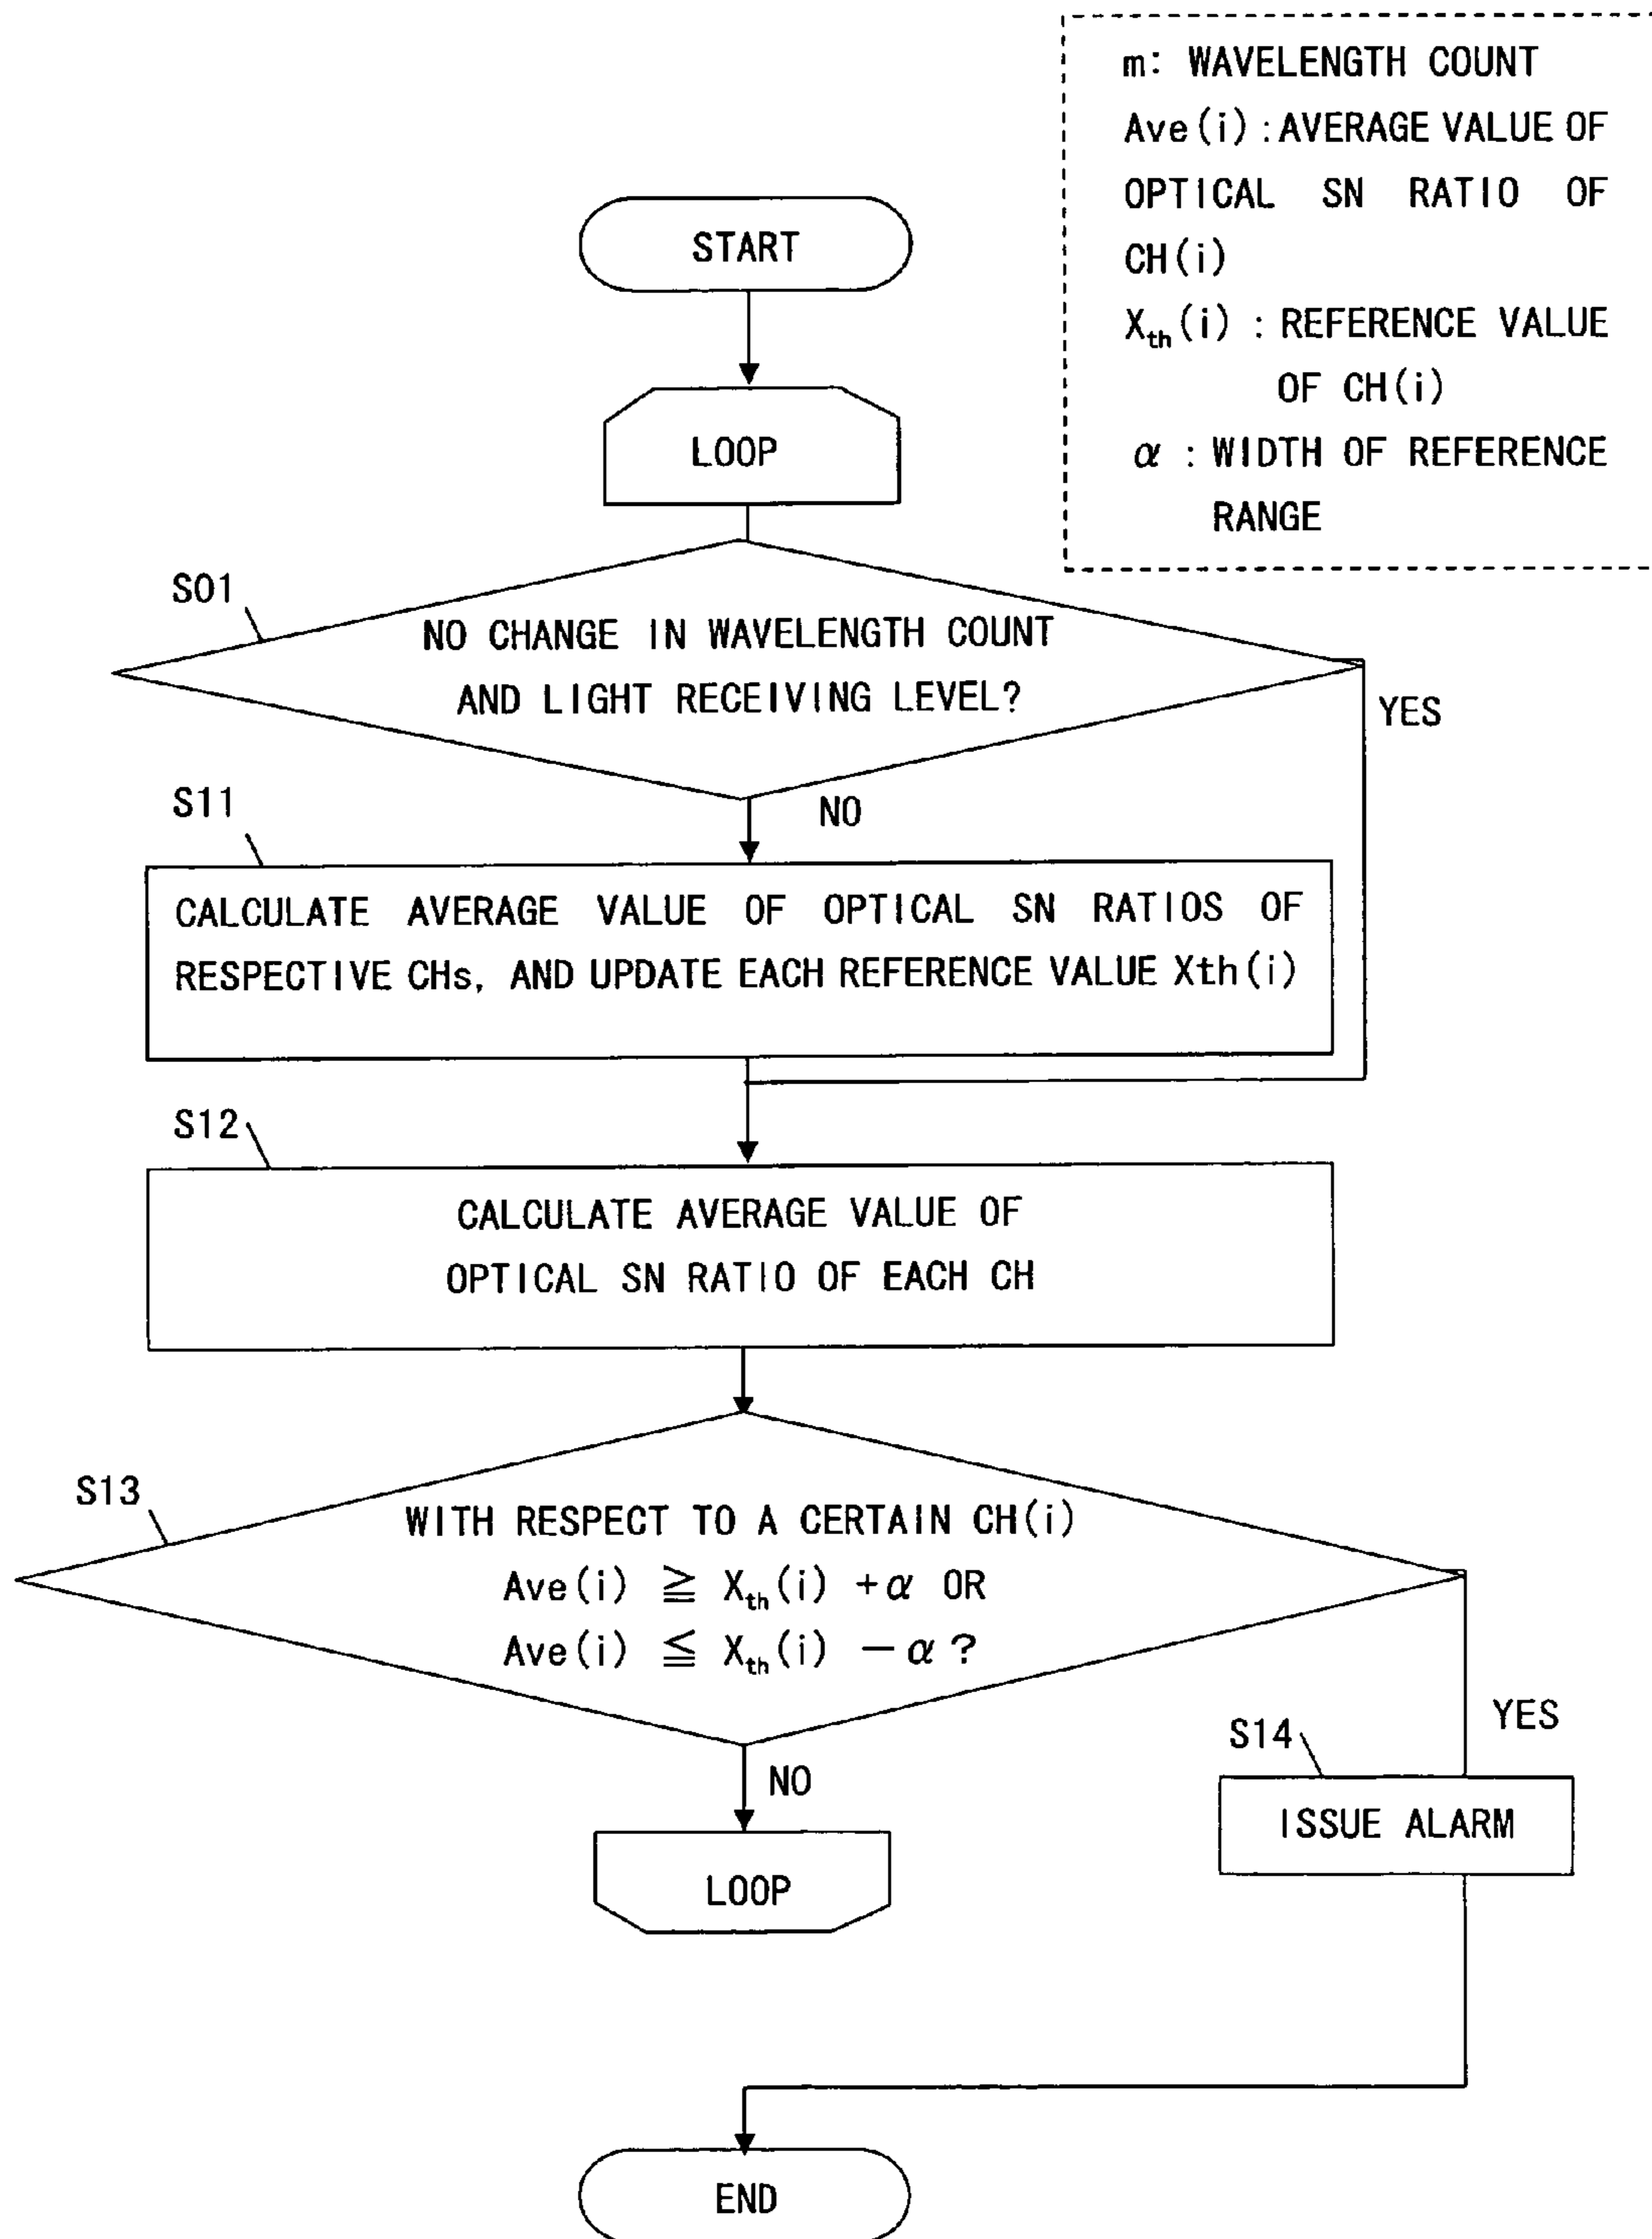 m: WAVELENGTH COUNT
Ave(i) : AVERAGE VALUE OF
OPTICAL SN RATIO OF
CH(i)
Xth(i) : REFERENCE VALUE
OF CH(i)
α : WIDTH OF REFERENCE
RANGE
START
LOOP
S01
NO CHANGE IN WAVELENGTH COUNT
AND LIGHT RECEIVING LEVEL?
YES
NO
S11
CALCULATE AVERAGE VALUE OF OPTICAL SN RATIOS OF
RESPECTIVE CHs, AND UPDATE EACH REFERENCE VALUE Xth(i)
S12
CALCULATE AVERAGE VALUE OF
OPTICAL SN RATIO OF EACH CH
S13
WITH RESPECT TO A CERTAIN CH(i)
Ave(i) ≧ Xth(i) +α OR
Ave(i) ≦ Xth(i) −α ?
YES
NO
S14
ISSUE ALARM
LOOP
END